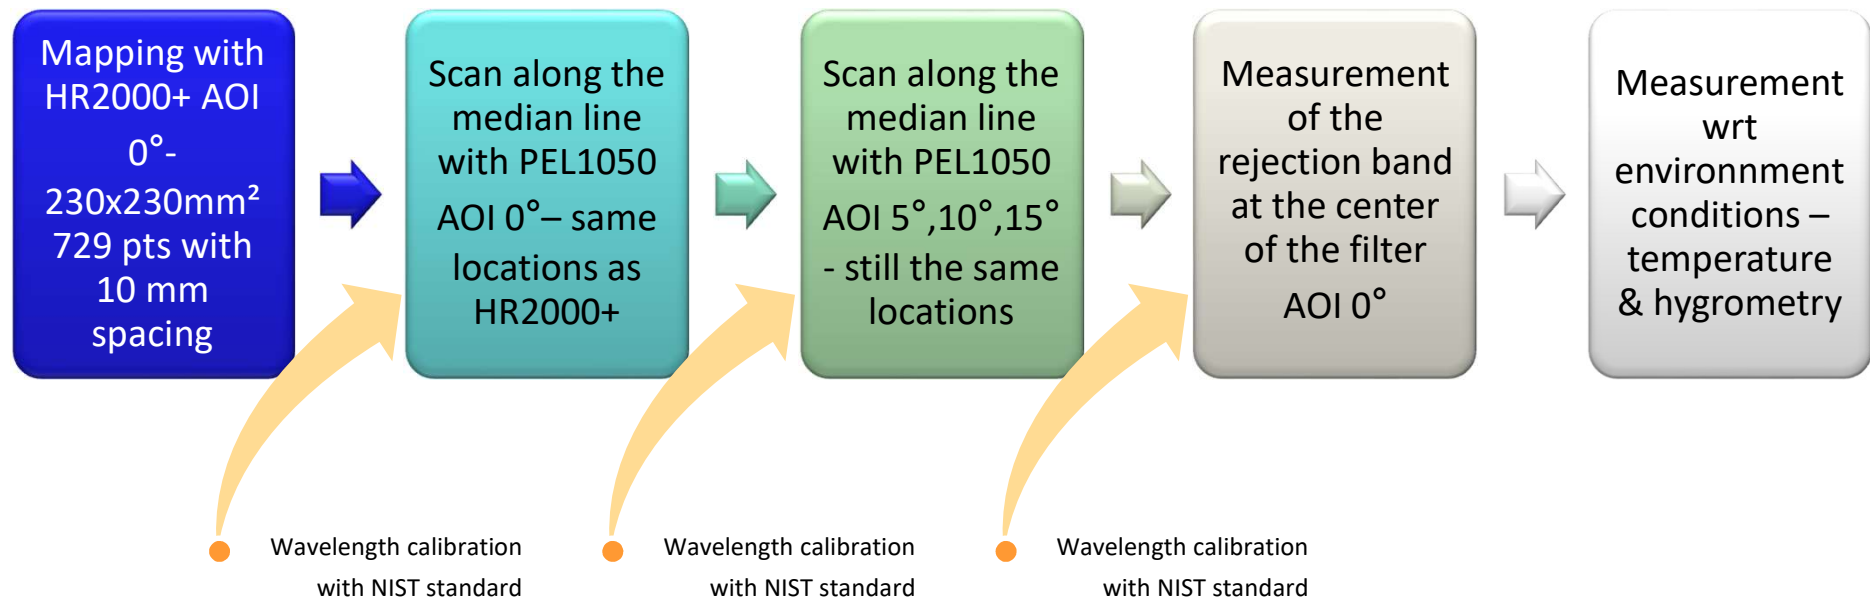 Mapping with
HR2000+ AOI
0°-
230x230mm²
729 pts with
10 mm
spacing
Scan along the
median line
with PEL1050
AOI 0°– same
locations as
HR2000+
Scan along the
median line
with PEL1050
AOI 5°,10°,15°
- still the same
locations
Measurement
of the
rejection band
at the center
of the filter
AOI 0°
Measurement
wrt
environnment
conditions –
temperature
& hygrometry
Wavelength calibration
with NIST standard
Wavelength calibration
with NIST standard
Wavelength calibration
with NIST standard